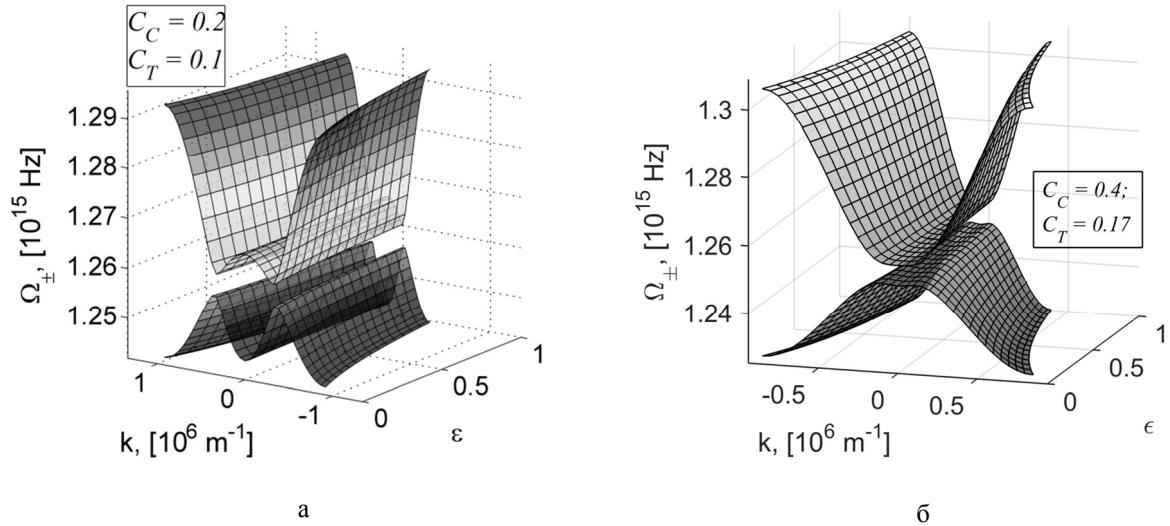 C_C = 0.2
C_T = 0.1
1.29
1.28
1.27
1.26
1.25
Ω_±, [10^15 Hz]
1
0
-1
k, [10^6 m^-1]
0
0.5
1
ε
а
1.3
1.28
1.26
1.24
Ω_±, [10^15 Hz]
C_C = 0.4;
C_T = 0.17
-0.5
0
0.5
k, [10^6 m^-1]
0
0.5
1
ϵ
б